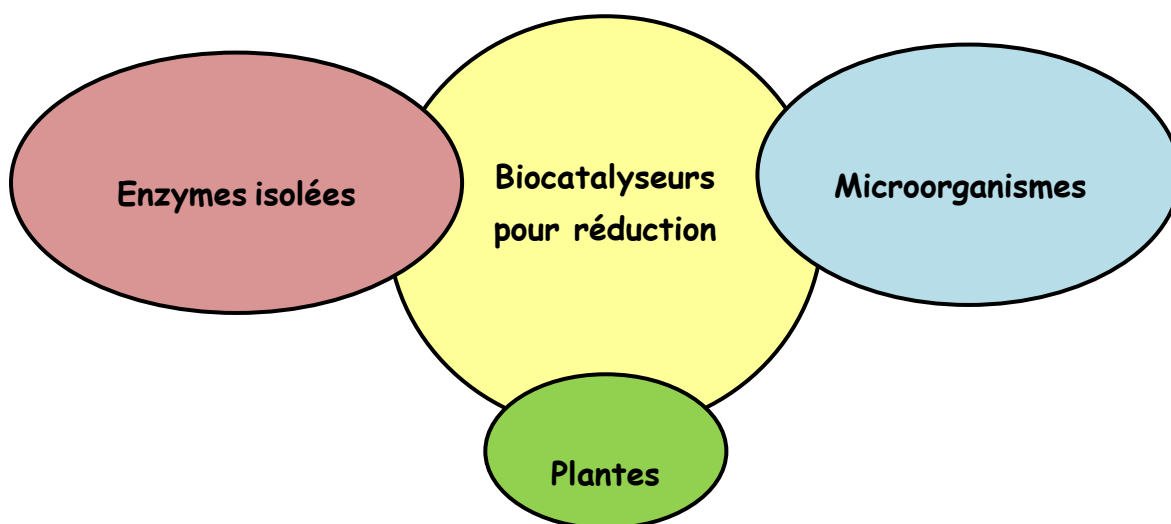 Enzymes isolées
Biocatalyseurs
pour réduction
Microorganismes
Plantes